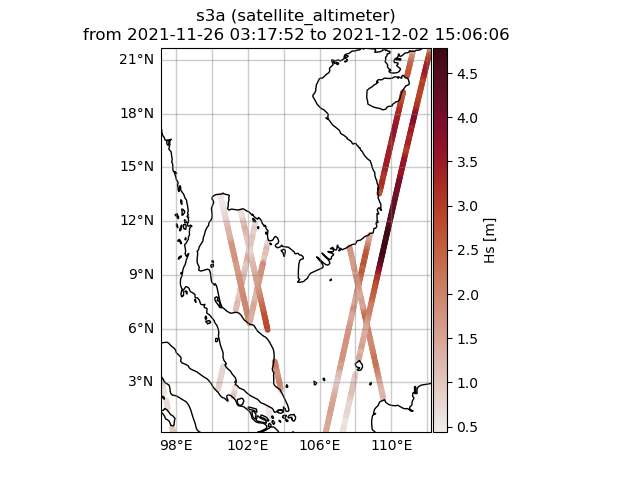 s3a (satellite_altimeter)
from 2021-11-26 03:17:52 to 2021-12-02 15:06:06
21°N
18°N
15°N
12°N
9°N
6°N
3°N
98°E
102°E
106°E
110°E
4.5
4.0
3.5
3.0
2.5
2.0
1.5
1.0
0.5
Hs [m]